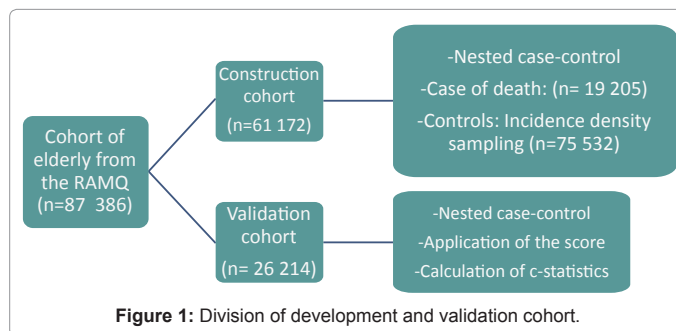 Cohort of
elderly from
the RAMQ
(n=87 386)
Construction
cohort
(n=61 172)
-Nested case-control
-Case of death: (n= 19 205)
-Controls: Incidence density
sampling (n=75 532)
Validation
cohort
(n= 26 214)
-Nested case-control
-Application of the score
-Calculation of c-statistics
Figure 1: Division of development and validation cohort.